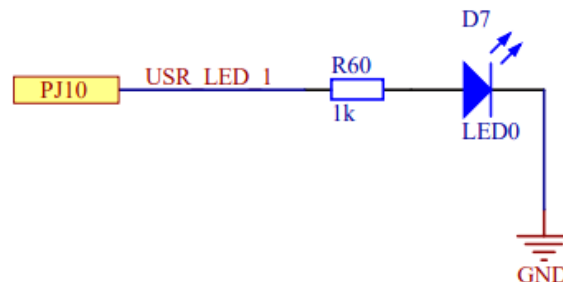 D7
PJ10
USR_LED_1
R60
1k
LED0
GND